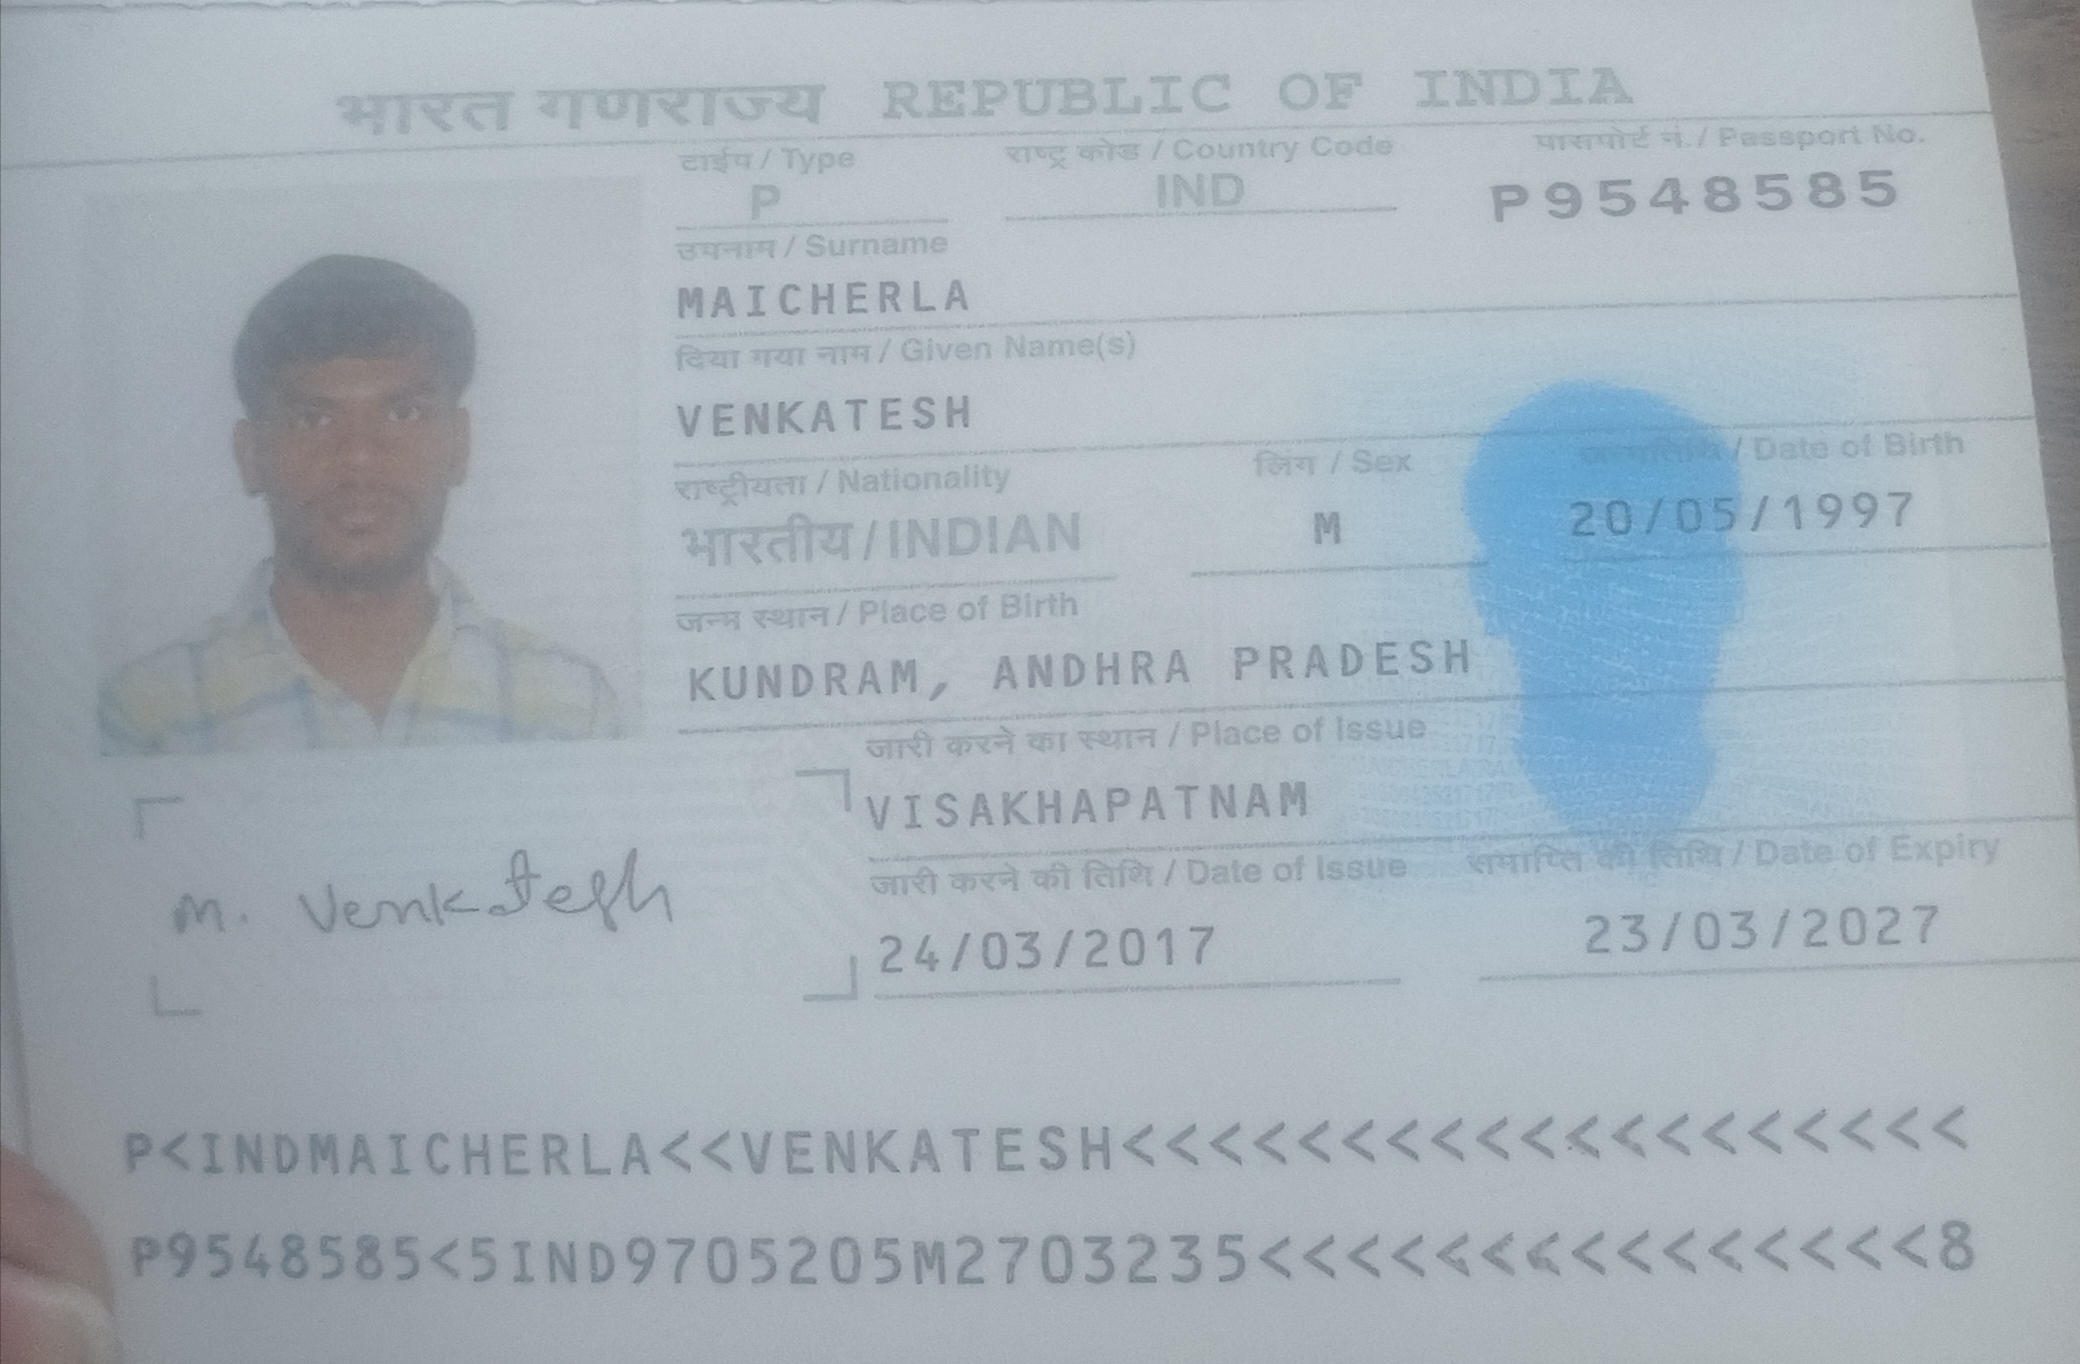 भारत गणराज्य REPUBLIC OF INDIA
टाईप / Type राष्ट्र कोड / Country Code पासपोर्ट नं. / Passport No.
P IND P9548585
उपनाम / Surname
MAICHERLA
दिया गया नाम / Given Name(s)
VENKATESH
राष्ट्रीयता / Nationality लिंग / Sex जन्मतिथि / Date of Birth
भारतीय / INDIAN M 20/05/1997
जन्म स्थान / Place of Birth
KUNDRAM, ANDHRA PRADESH
जारी करने का स्थान / Place of Issue
VISAKHAPATNAM
जारी करने की तिथि / Date of Issue समाप्ति की तिथि / Date of Expiry
24/03/2017 23/03/2027
M. Venkatesh
P<INDMAICHERLA<<VENKATESH<<<<<<<<<<<<<<<<<<<
P9548585<5IND9705205M2703235<<<<<<<<<<<<<<<8